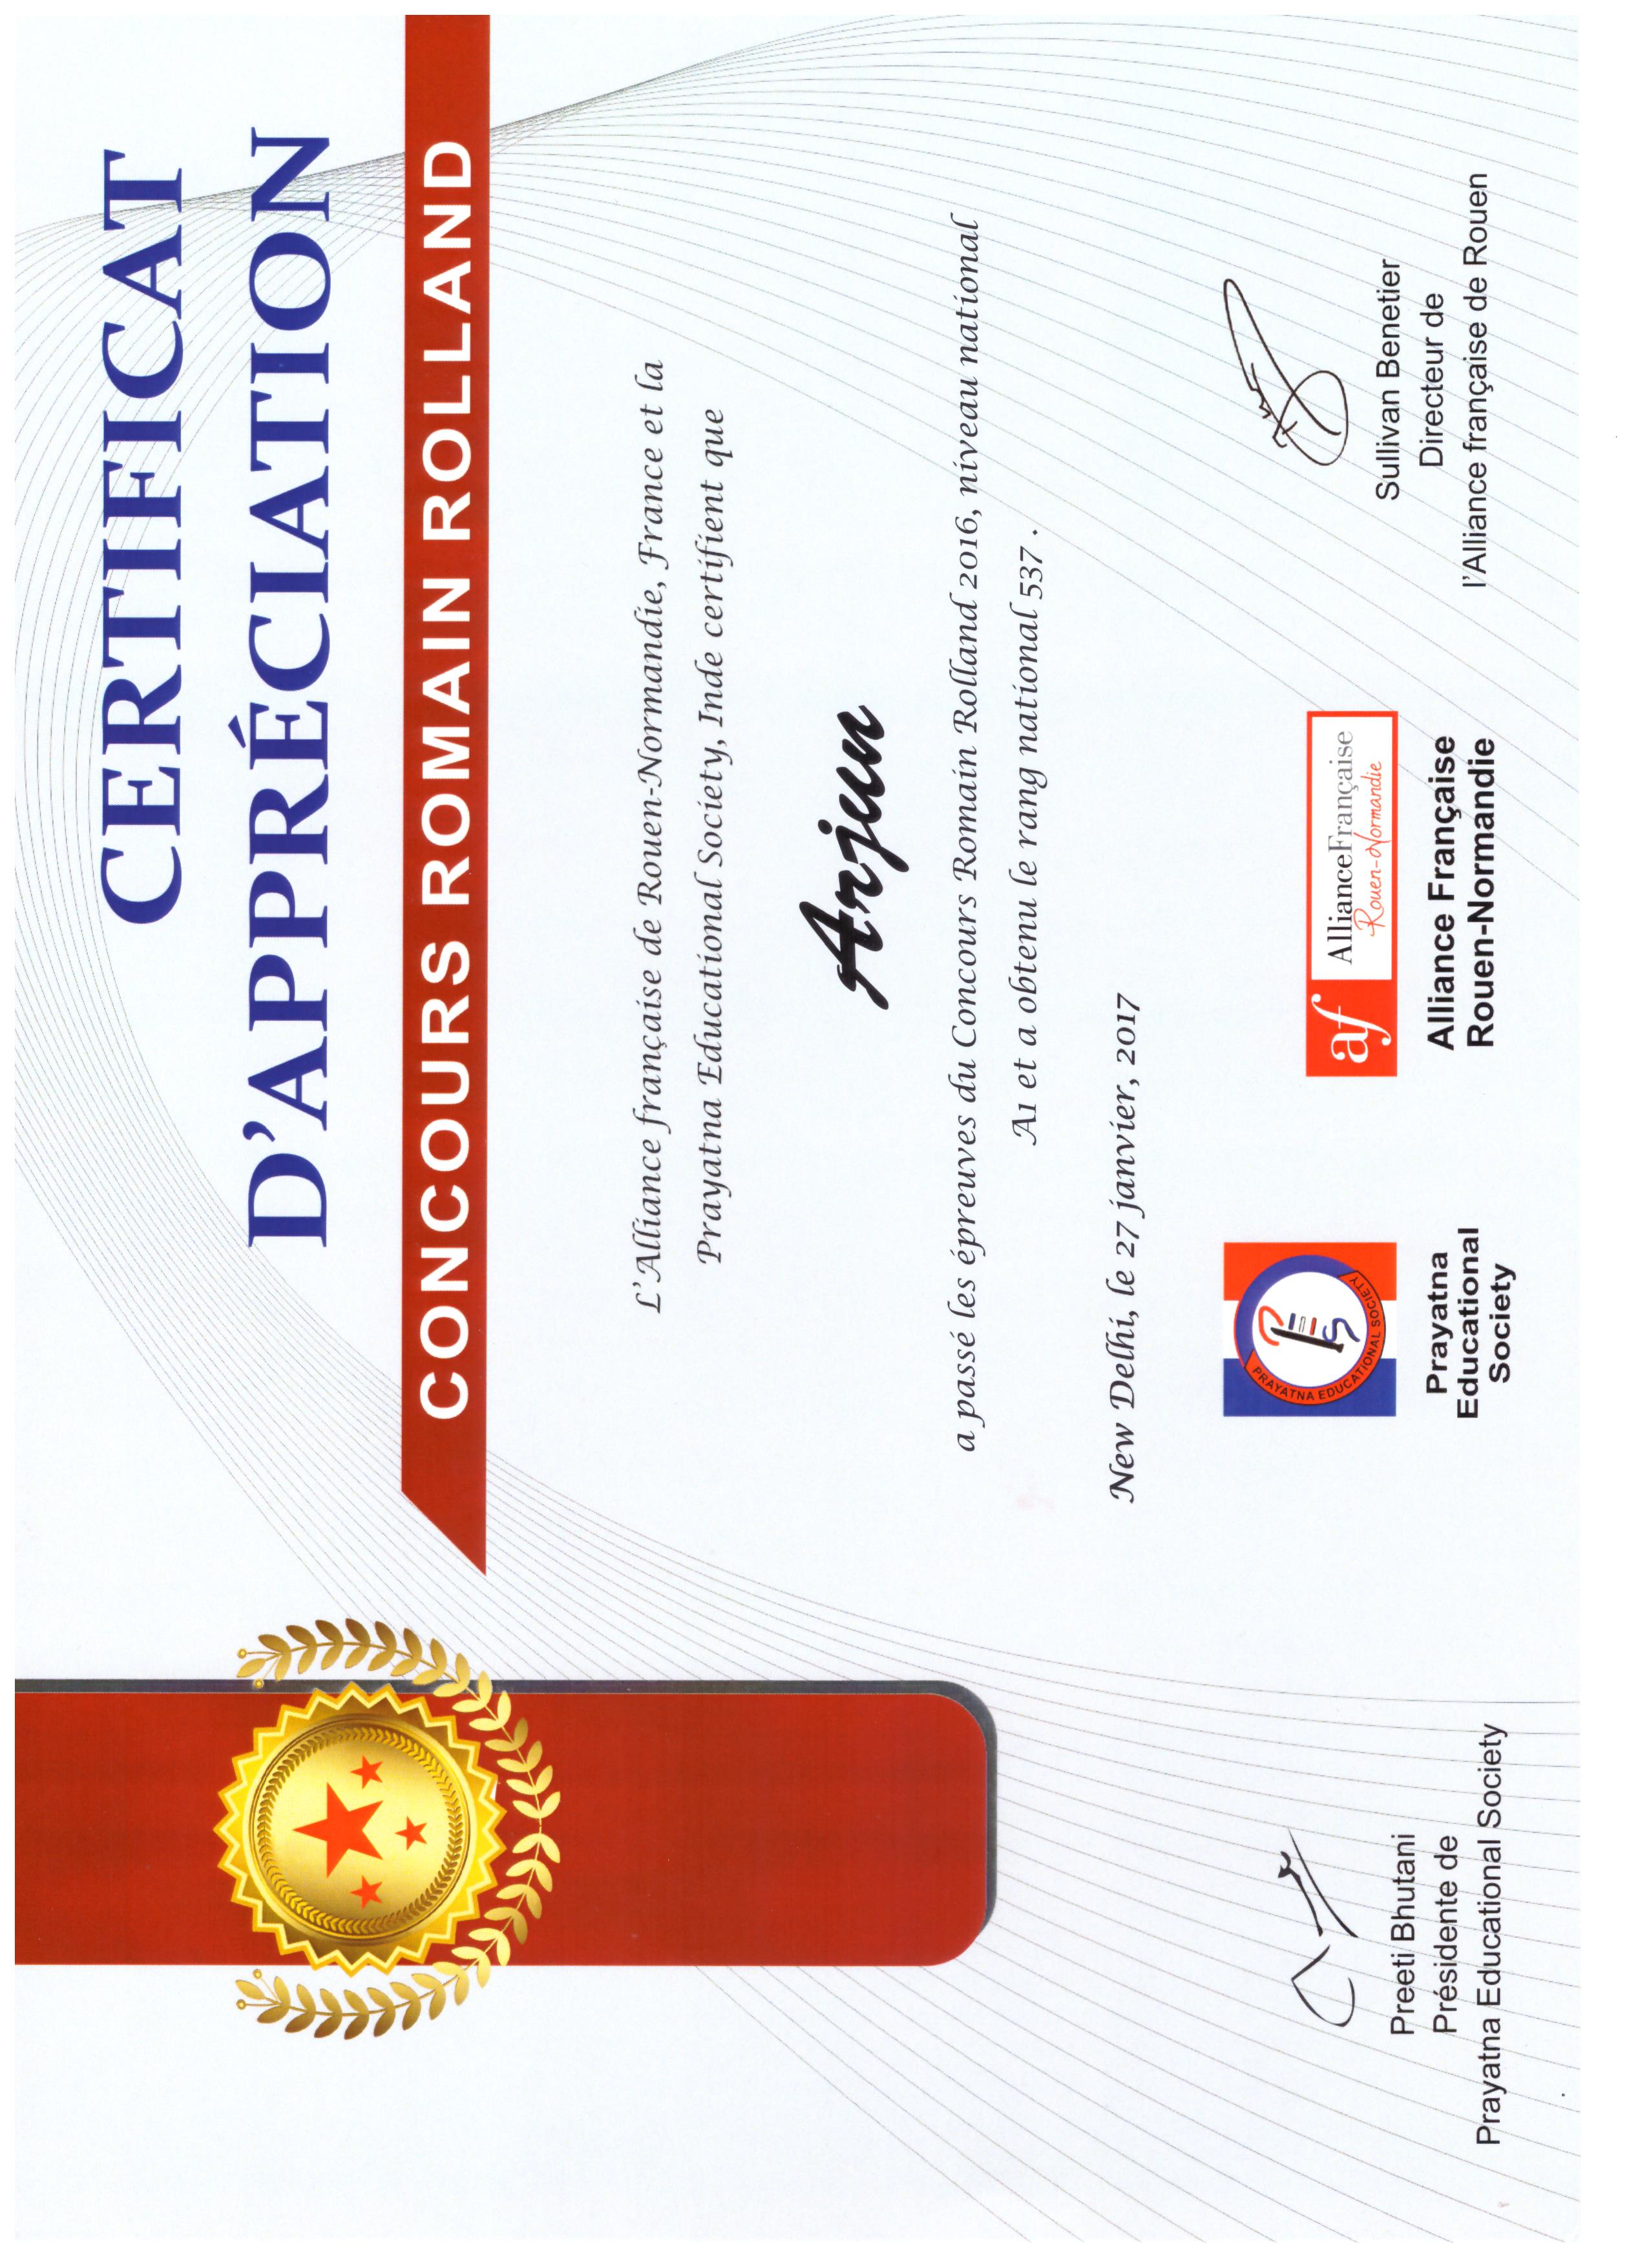 CERTIFICAT
D'APPRÉCIATION
CONCOURS ROMAIN ROLLAND
L'Alliance française de Rouen-Normandie, France et la
Prayatna Educational Society, Inde certifient que
Arjun
a passé les épreuves du Concours Romain Rolland 2016, niveau national
A1 et a obtenu le rang national 537 .
New Delhi, le 27 janvier, 2017
Preeti Bhutani
Présidente de
Prayatna Educational Society
PRAYATNA EDUCATIONAL SOCIETY
PES
Prayatna
Educational
Society
af
AllianceFrançaise
Rouen-Normandie
Alliance Française
Rouen-Normandie
Sullivan Benetier
Directeur de
l'Alliance française de Rouen